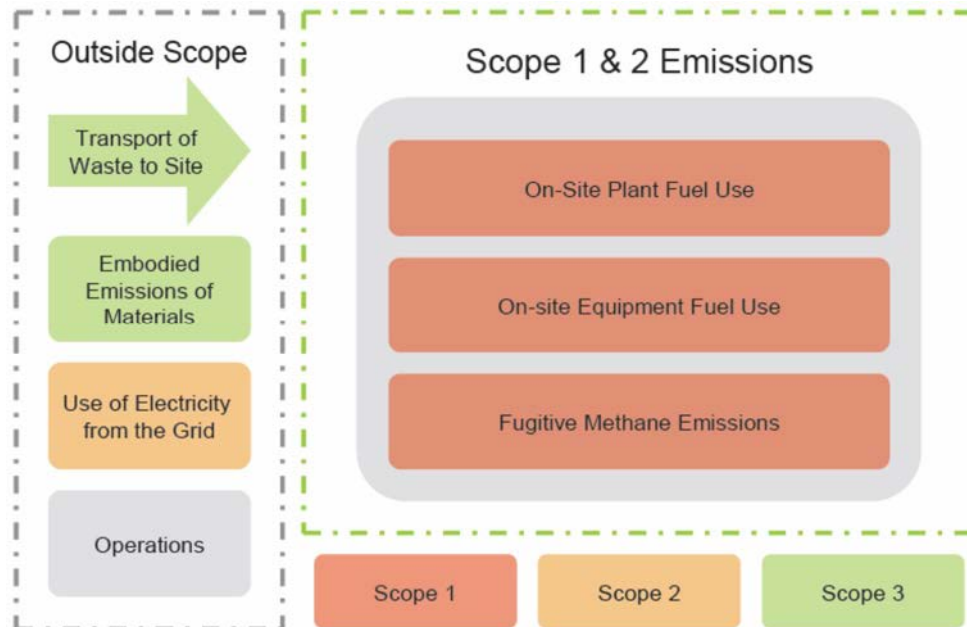 Outside Scope
Transport of
Waste to Site
Embodied
Emissions of
Materials
Use of Electricity
from the Grid
Operations
Scope 1 & 2 Emissions
On-Site Plant Fuel Use
On-site Equipment Fuel Use
Fugitive Methane Emissions
Scope 1
Scope 2
Scope 3